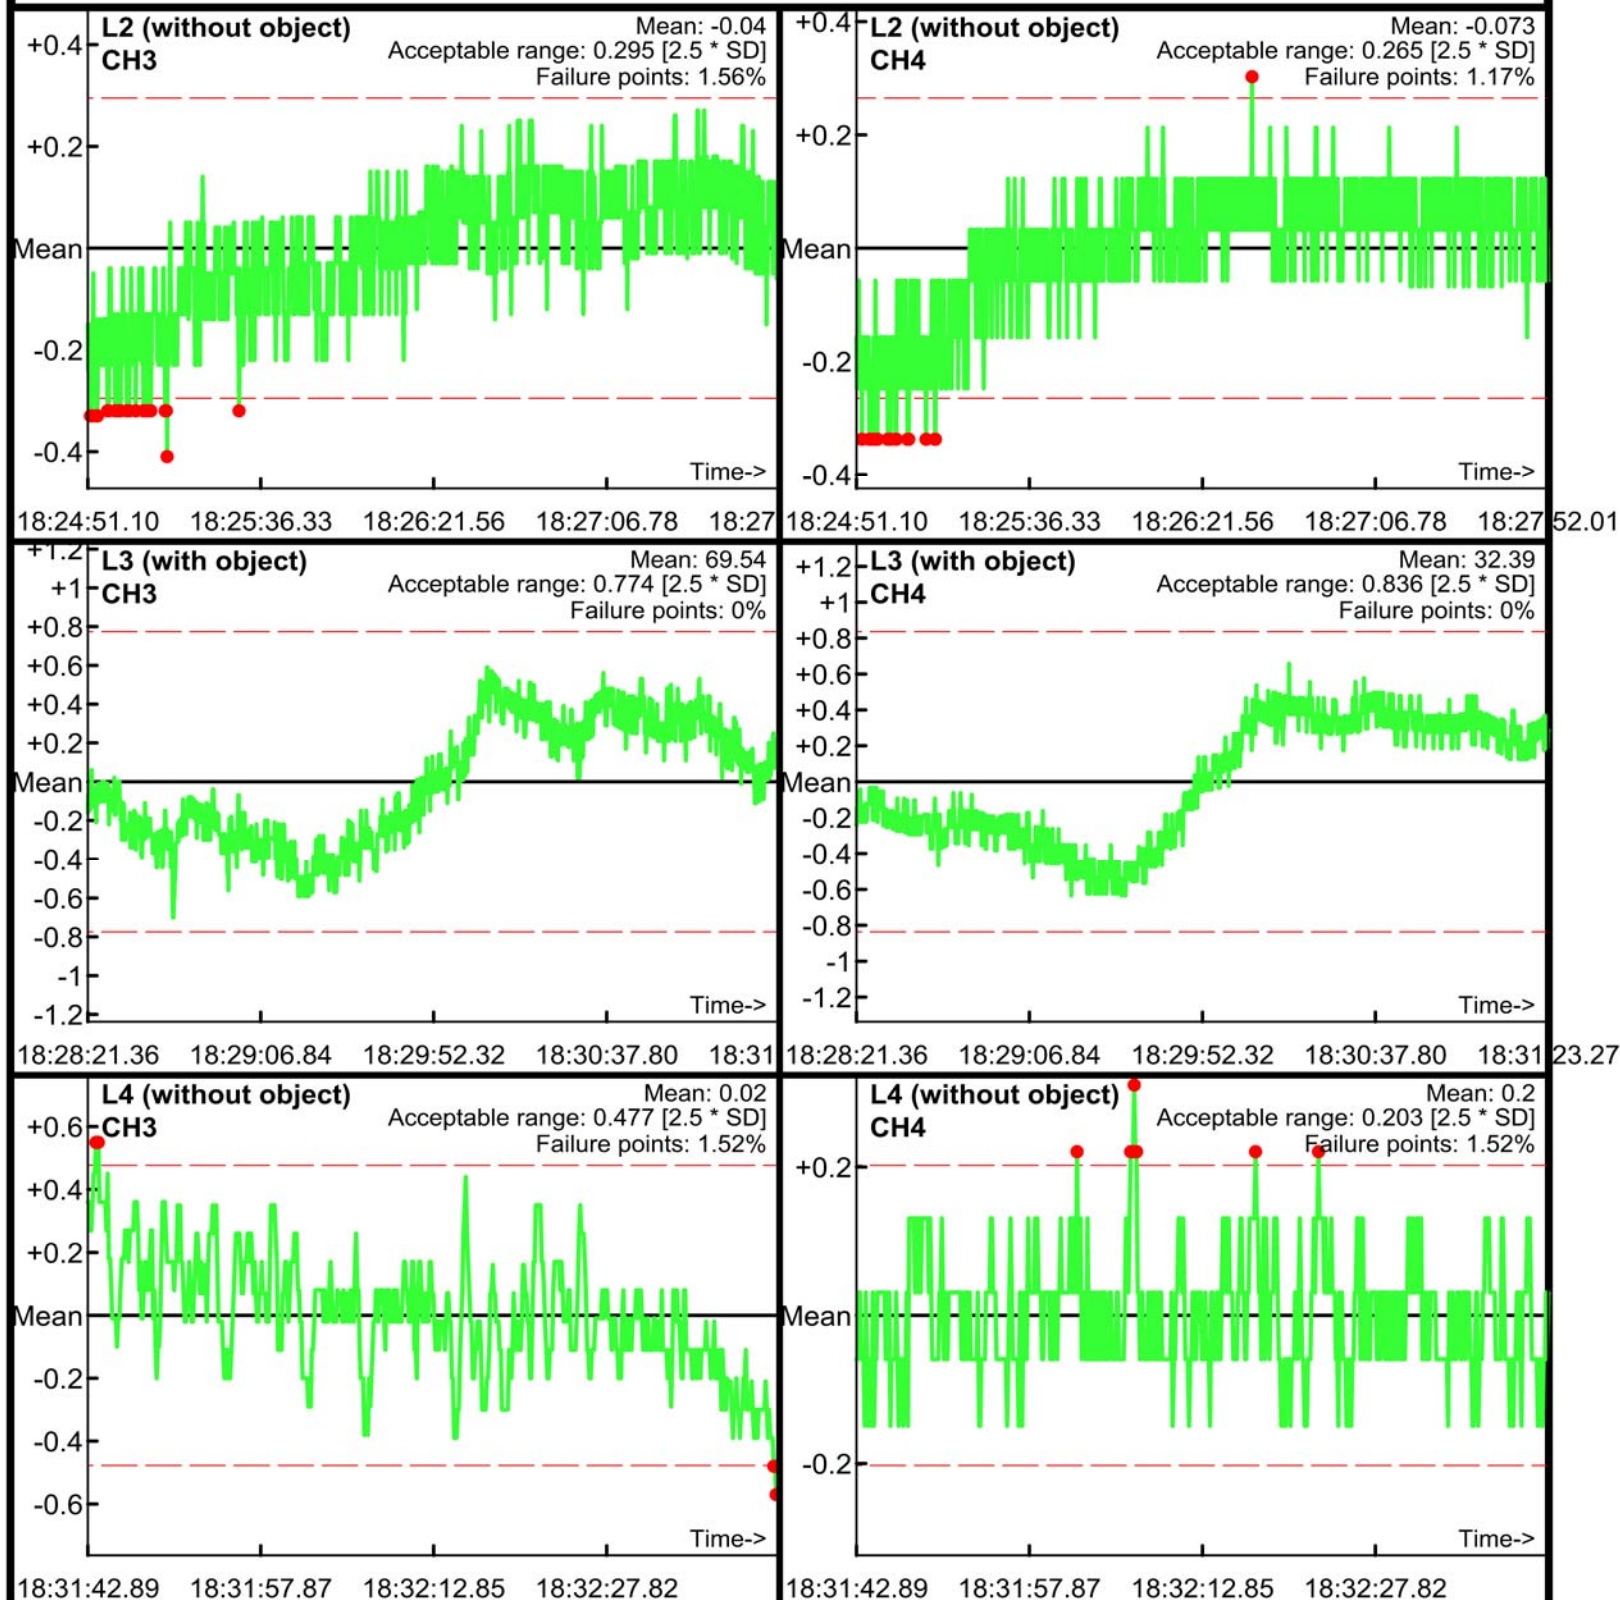 L2 (without object)
CH3
Mean: -0.04
Acceptable range: 0.295 [2.5 * SD]
Failure points: 1.56%
+0.4
+0.2
Mean
-0.2
-0.4
Time->
18:24:51.10 18:25:36.33 18:26:21.56 18:27:06.78 18:27
L2 (without object)
CH4
Mean: -0.073
Acceptable range: 0.265 [2.5 * SD]
Failure points: 1.17%
+0.4
+0.2
Mean
-0.2
-0.4
Time->
18:24:51.10 18:25:36.33 18:26:21.56 18:27:06.78 18:27:52.01
L3 (with object)
CH3
Mean: 69.54
Acceptable range: 0.774 [2.5 * SD]
Failure points: 0%
+1.2
+1
+0.8
+0.6
+0.4
+0.2
Mean
-0.2
-0.4
-0.6
-0.8
-1
-1.2
Time->
18:28:21.36 18:29:06.84 18:29:52.32 18:30:37.80 18:31
L3 (with object)
CH4
Mean: 32.39
Acceptable range: 0.836 [2.5 * SD]
Failure points: 0%
+1.2
+1
+0.8
+0.6
+0.4
+0.2
Mean
-0.2
-0.4
-0.6
-0.8
-1
-1.2
Time->
18:28:21.36 18:29:06.84 18:29:52.32 18:30:37.80 18:31:23.27
L4 (without object)
CH3
Mean: 0.02
Acceptable range: 0.477 [2.5 * SD]
Failure points: 1.52%
+0.6
+0.4
+0.2
Mean
-0.2
-0.4
-0.6
Time->
18:31:42.89 18:31:57.87 18:32:12.85 18:32:27.82
L4 (without object)
CH4
Mean: 0.2
Acceptable range: 0.203 [2.5 * SD]
Failure points: 1.52%
+0.2
Mean
-0.2
Time->
18:31:42.89 18:31:57.87 18:32:12.85 18:32:27.82